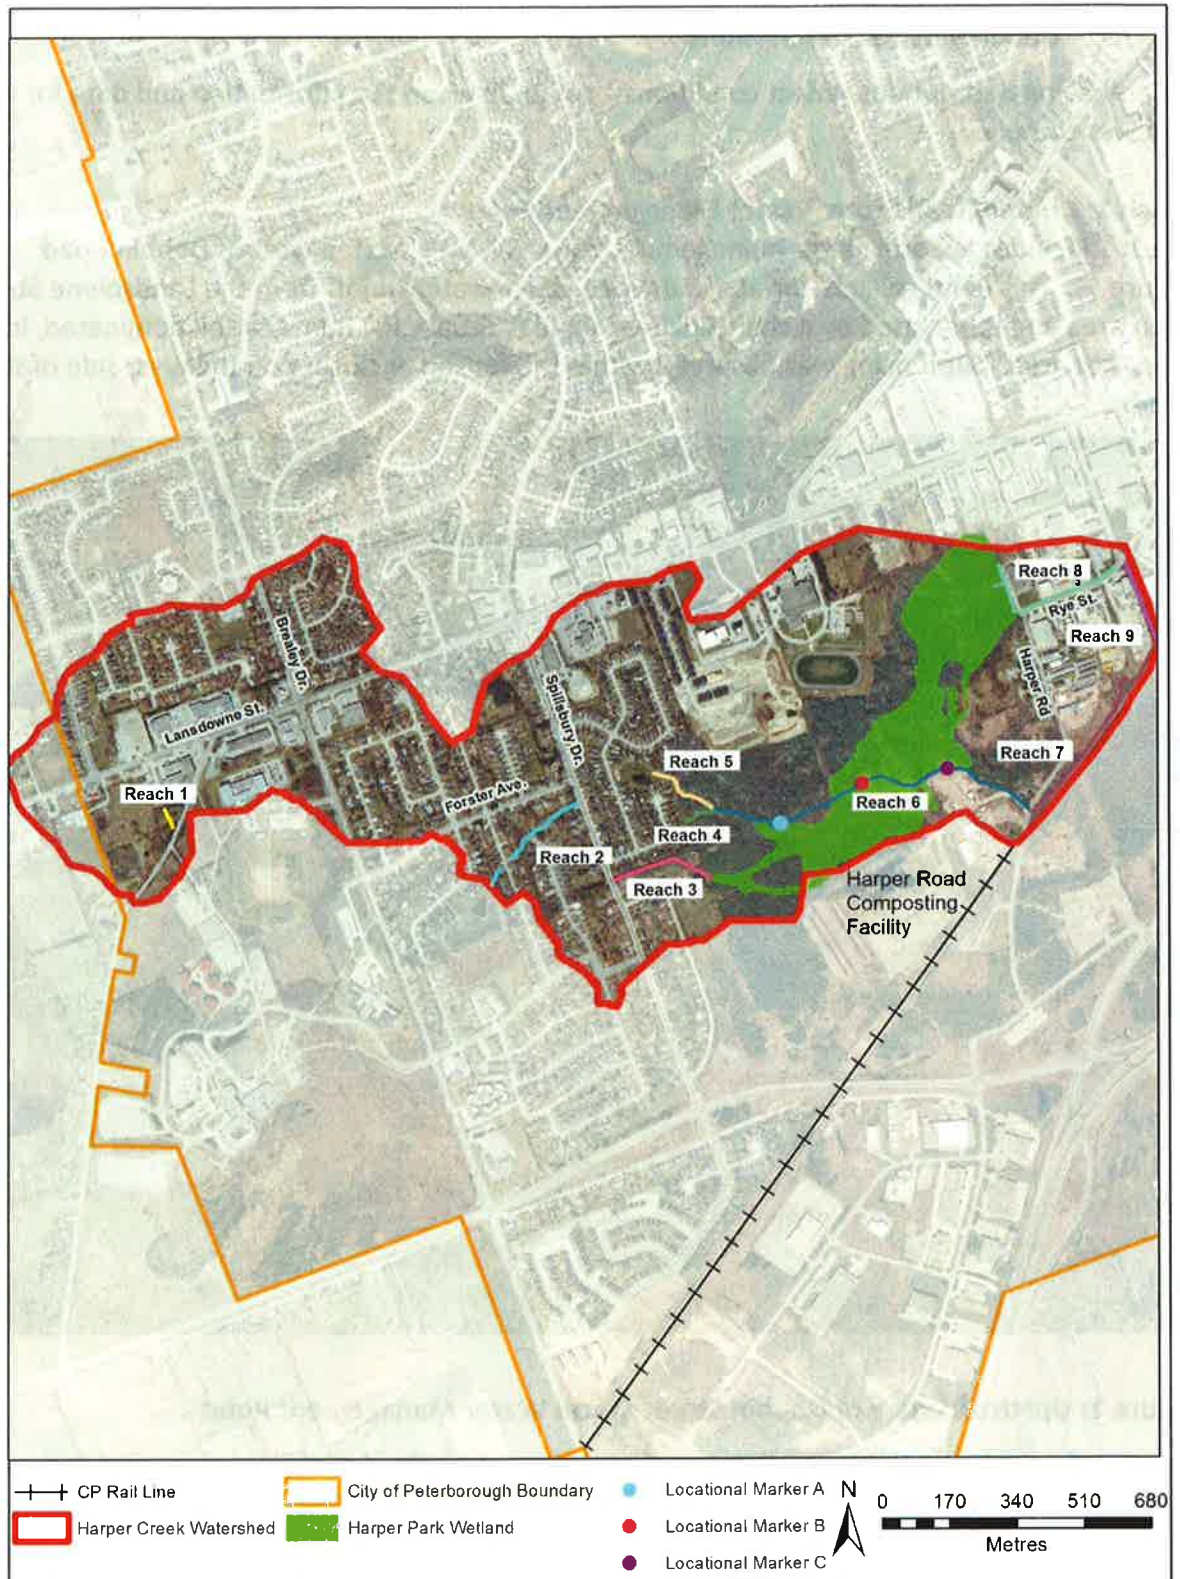 Reach 8
Rye St.
Reach 9
Brealey Dr.
Harper Rd
Spillsbury Dr.
Lansdowne St.
Reach 7
Reach 5
Reach 1
Forster Ave.
Reach 6
Reach 4
Reach 2
Reach 3
Harper Road
Composting
Facility
CP Rail Line
City of Peterborough Boundary
Locational Marker A
N
0 170 340 510 680
Harper Creek Watershed
Harper Park Wetland
Locational Marker B
Metres
Locational Marker C